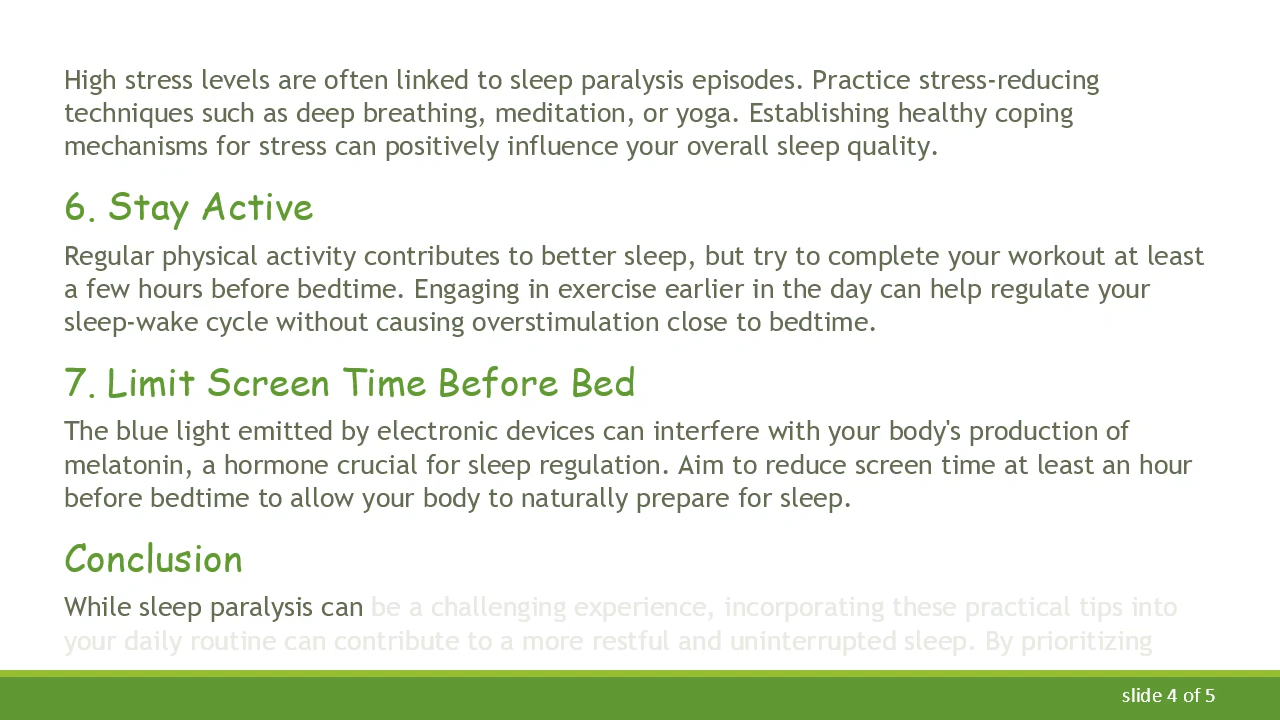 High stress levels are often linked to sleep paralysis episodes. Practice stress-reducing
techniques such as deep breathing, meditation, or yoga. Establishing healthy coping
mechanisms for stress can positively influence your overall sleep quality.
6. Stay Active
Regular physical activity contributes to better sleep, but try to complete your workout at least
a few hours before bedtime. Engaging in exercise earlier in the day can help regulate your
sleep-wake cycle without causing overstimulation close to bedtime.
7. Limit Screen Time Before Bed
The blue light emitted by electronic devices can interfere with your body's production of
melatonin, a hormone crucial for sleep regulation. Aim to reduce screen time at least an hour
before bedtime to allow your body to naturally prepare for sleep.
Conclusion
While sleep paralysis can be a challenging experience, incorporating these practical tips into
your daily routine can contribute to a more restful and uninterrupted sleep. By prioritizing
slide 4 of 5